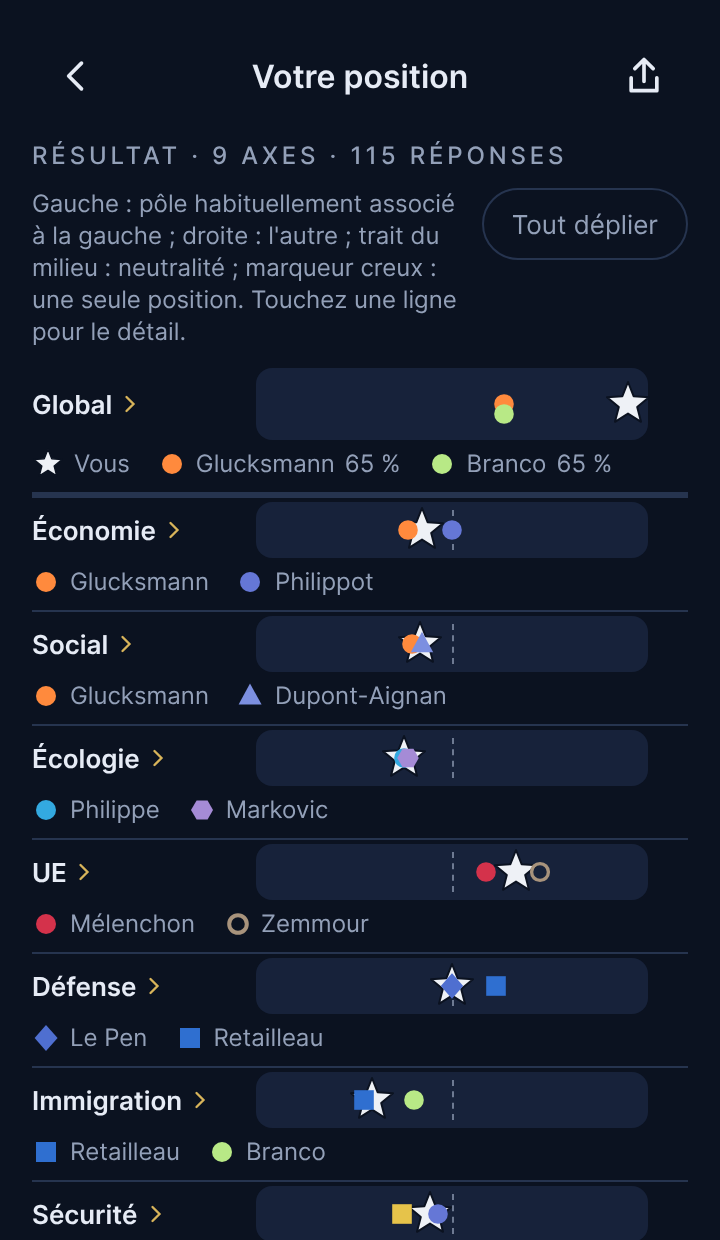 Votre position
RÉSULTAT · 9 AXES · 115 RÉPONSES
Gauche : pôle habituellement associé
à la gauche ; droite : l'autre ; trait du
milieu : neutralité ; marqueur creux :
une seule position. Touchez une ligne
pour le détail.
Tout déplier
Global
Vous Glucksmann 65 % Branco 65 %
Économie
Glucksmann Philippot
Social
Glucksmann Dupont-Aignan
Écologie
Philippe Markovic
UE
Mélenchon Zemmour
Défense
Le Pen Retailleau
Immigration
Retailleau Branco
Sécurité